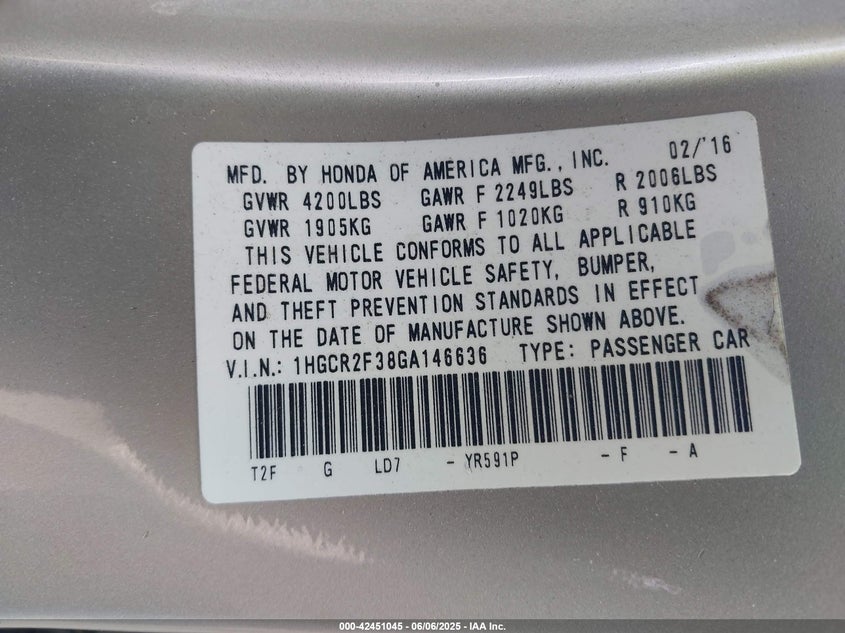 MFD. BY HONDA OF AMERICA MFG., INC. 02/'16
GVWR 4200LBS GAWR F 2249LBS R 2006LBS
GVWR 1905KG GAWR F 1020KG R 910KG
THIS VEHICLE CONFORMS TO ALL APPLICABLE
FEDERAL MOTOR VEHICLE SAFETY, BUMPER,
AND THEFT PREVENTION STANDARDS IN EFFECT
ON THE DATE OF MANUFACTURE SHOWN ABOVE.
V.I.N.: 1HGCR2F38GA146636 TYPE: PASSENGER CAR
T2F G LD7 - YR591P - F - A
000-42451045 - 06/06/2025 - IAA Inc.